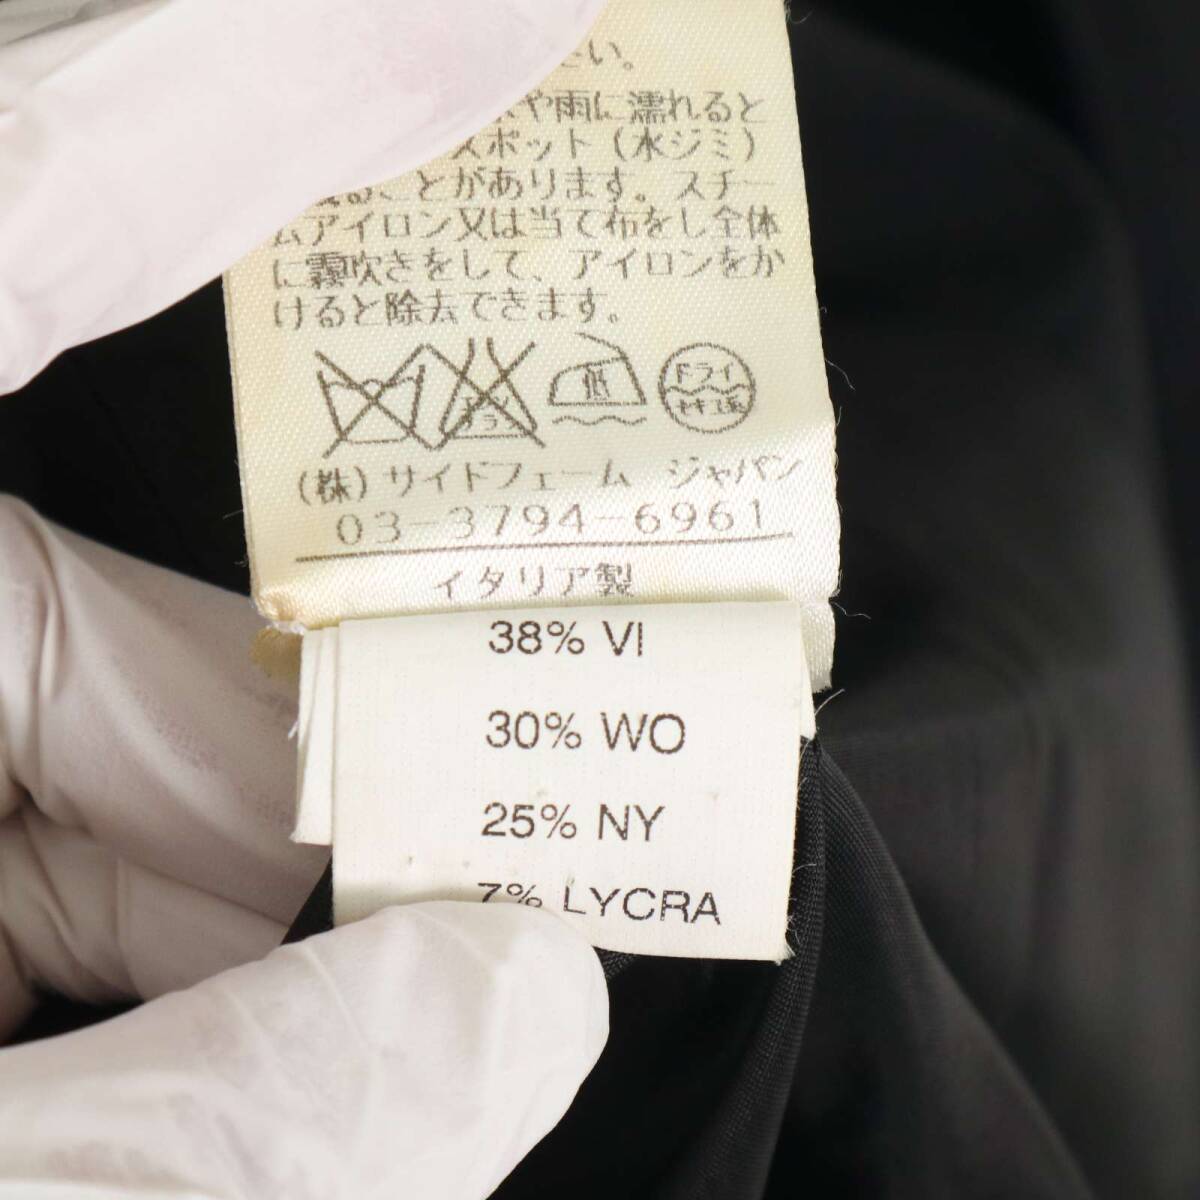 さい。
や雨に濡れると
スポット(水ジミ)
ことがあります。スチー
ムアイロン又は当て布をし全体
に霧吹きをして、アイロンをか
けると除去できます。
低
ドライ
セキユ系
(株)サイドフェーム ジャパン
03-3794-6961
イタリア製
38% VI
30% WO
25% NY
7% LYCRA